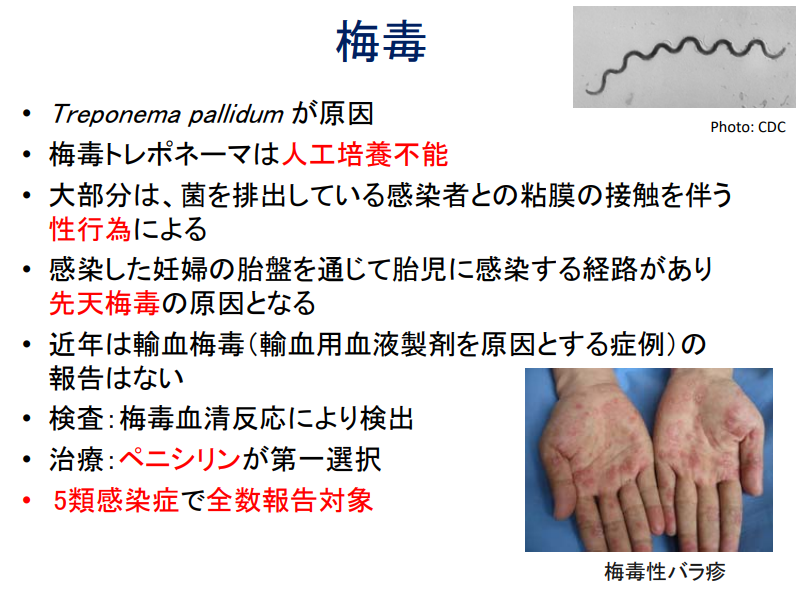 梅毒
Photo: CDC
• Treponema pallidum が原因
• 梅毒トレポネーマは人工培養不能
• 大部分は、菌を排出している感染者との粘膜の接触を伴う
性行為による
• 感染した妊婦の胎盤を通じて胎児に感染する経路があり
先天梅毒の原因となる
• 近年は輸血梅毒（輸血用血液製剤を原因とする症例）の
報告はない
• 検査：梅毒血清反応により検出
• 治療：ペニシリンが第一選択
• 5類感染症で全数報告対象
梅毒性バラ疹